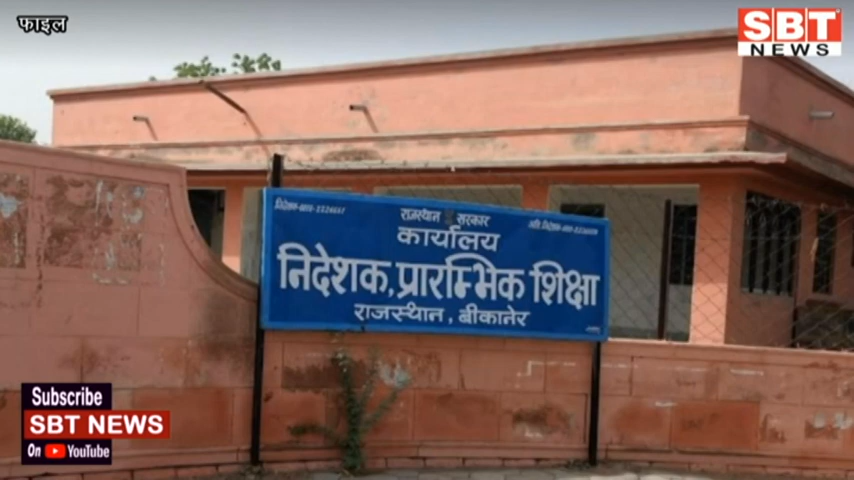 फाइल
SBT
NEWS
राजस्थान सरकार
कार्यालय
निदेशक, प्रारम्भिक शिक्षा
राजस्थान, बीकानेर
Subscribe
SBT NEWS
On YouTube